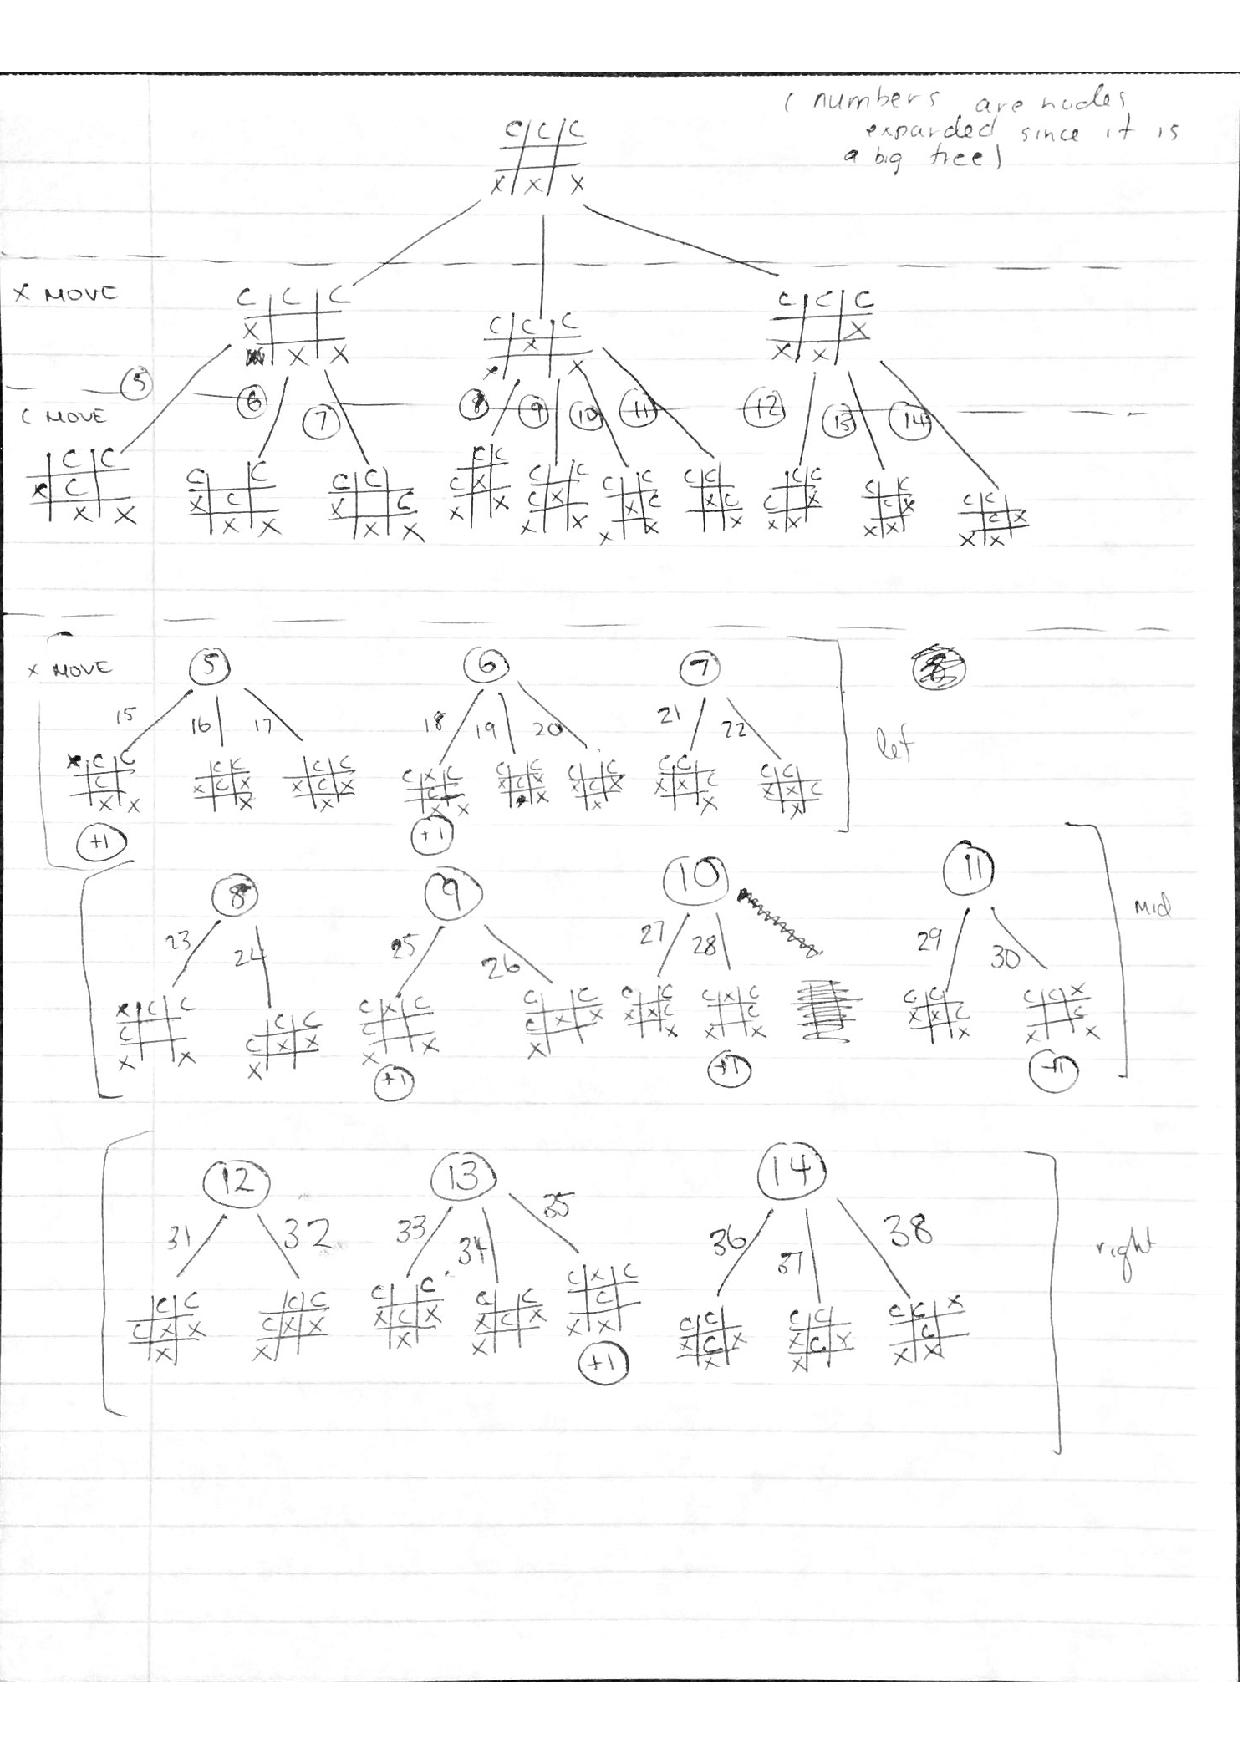 ( numbers are nodes
expanded since it is
a big tree)
C C C
X X X
X MOVE
C C C
X
X X
C C C
X
X X
C C C
X
X X
5 6 7 8 9 10 11 12 13 14
C MOVE
C C
X C
X X
C C
X C
X X
C C
X C
X X
C C
C X
X X
C C
C X
X X
C C
X C
X X
C C
X C
X X
C C
C X
X X
C C
C X
X X
C C
C X
X X
X MOVE
5 6 7
15 16 17 18 19 20 21 22
left
X C C
C
X X
C C
X C X
X
C C
X C X
X
C X C
C
X X
C C
X C X
X
C C
X C X
X
C C
X C
X
C C
X X C
X
+1 +1
8 9 10 11
Mid
23 24 25 26 27 28 29 30
X C C
C
X X
C C
C X X
X
C X C
C
X X
C C
C X X
X
C C
X X C
X
C X C
C
X X
C C
X X C
X
C C X
C
X X
+1 +1 +1
12 13 14
right
31 32 33 34 35 36 37 38
C C
C X X
X
C C
C X X
X
C C
X C X
X
C C
X C X
X
C X C
C
X X
C C
X C X
X
C C
X C X
X
C C X
C
X X
+1